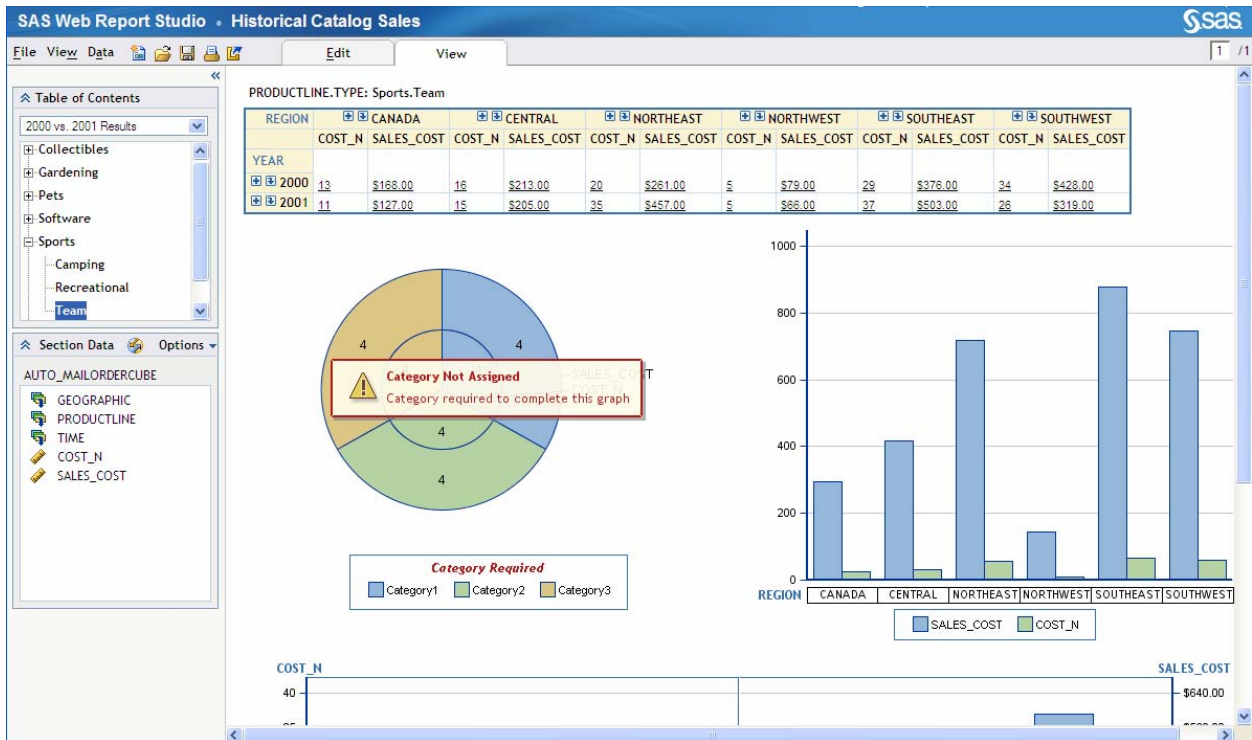 SAS Web Report Studio • Historical Catalog Sales
sas
File View Data
Edit
View
1 /1
«
Table of Contents
2000 vs. 2001 Results
Collectibles
Gardening
Pets
Software
Sports
Camping
Recreational
Team
Section Data Options
AUTO_MAILORDERCUBE
GEOGRAPHIC
PRODUCTLINE
TIME
COST_N
SALES_COST
PRODUCTLINE.TYPE: Sports.Team
REGION CANADA CENTRAL NORTHEAST NORTHWEST SOUTHEAST SOUTHWEST
COST_N SALES_COST COST_N SALES_COST COST_N SALES_COST COST_N SALES_COST COST_N SALES_COST COST_N SALES_COST
YEAR
2000 13 $168.00 16 $213.00 20 $261.00 5 $79.00 29 $376.00 34 $428.00
2001 11 $127.00 15 $205.00 35 $457.00 5 $66.00 37 $503.00 26 $319.00
4 4
SALES_COST
COST_N
Category Not Assigned
Category required to complete this graph
4
4
Category Required
Category1 Category2 Category3
1000
800
600
400
200
0
REGION CANADA CENTRAL NORTHEAST NORTHWEST SOUTHEAST SOUTHWEST
SALES_COST COST_N
COST_N SALES_COST
40 $640.00